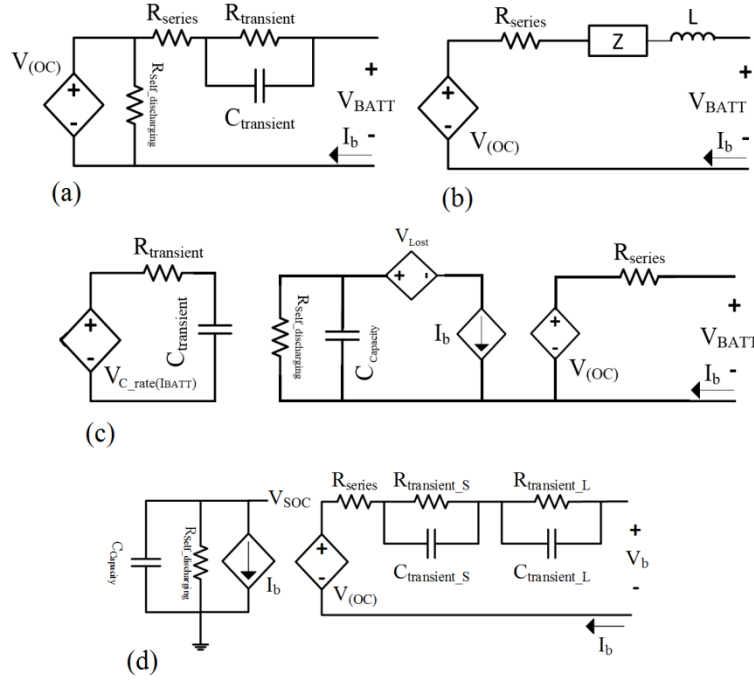 R_series R_transient
V_(OC) + -
R_Self_discharging
C_transient
+
V_BATT
I_b -
(a)
R_series Z L
+ -
V_(OC)
+
V_BATT
I_b -
(b)
R_transient
+ -
C_transient
V_C_rate(I_BATT)
V_Lost
+ -
R_Self_discharging
C_Capacity
I_b
R_series
+ -
V_(OC)
+
V_BATT
I_b -
(c)
V_SOC
C_Capacity
R_Self_discharging
I_b
R_series R_transient_S R_transient_L
+ -
C_transient_S C_transient_L
V_(OC)
+
V_b
-
I_b
(d)